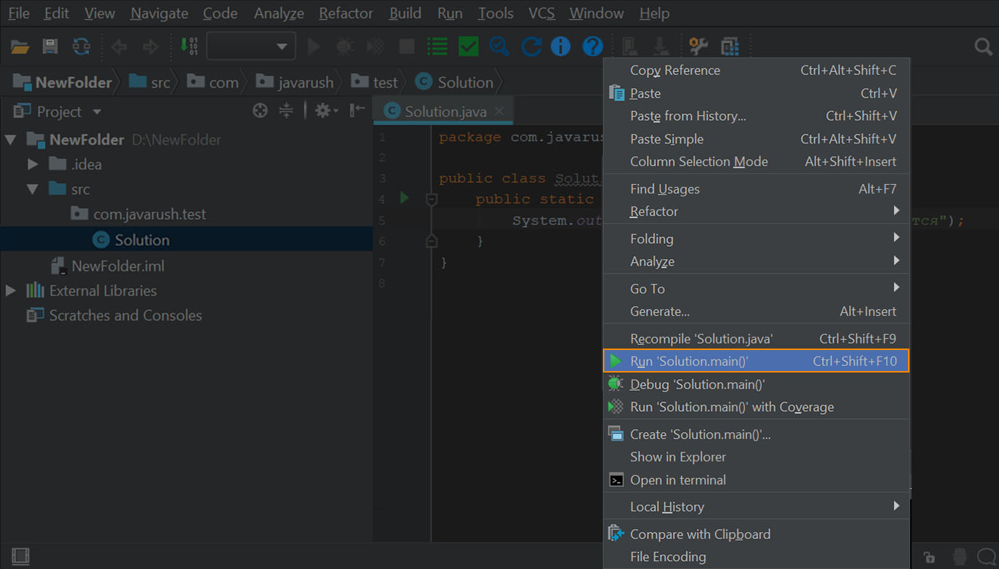 File Edit View Navigate Code Analyze Refactor Build Run Tools VCS Window Help
NewFolder src com javarush test Solution
Project
Solution.java
NewFolder D:\NewFolder
.idea
src
com.javarush.test
Solution
NewFolder.iml
External Libraries
Scratches and Consoles
1 package com.javarus
2
3 public class Solut
4 public static
5 System.out тся");
6 }
7 }
8
Copy Reference Ctrl+Alt+Shift+C
Paste Ctrl+V
Paste from History... Ctrl+Shift+V
Paste Simple Ctrl+Alt+Shift+V
Column Selection Mode Alt+Shift+Insert
Find Usages Alt+F7
Refactor
Folding
Analyze
Go To
Generate... Alt+Insert
Recompile 'Solution.java' Ctrl+Shift+F9
Run 'Solution.main()' Ctrl+Shift+F10
Debug 'Solution.main()'
Run 'Solution.main()' with Coverage
Create 'Solution.main()'...
Show in Explorer
Open in terminal
Local History
Compare with Clipboard
File Encoding